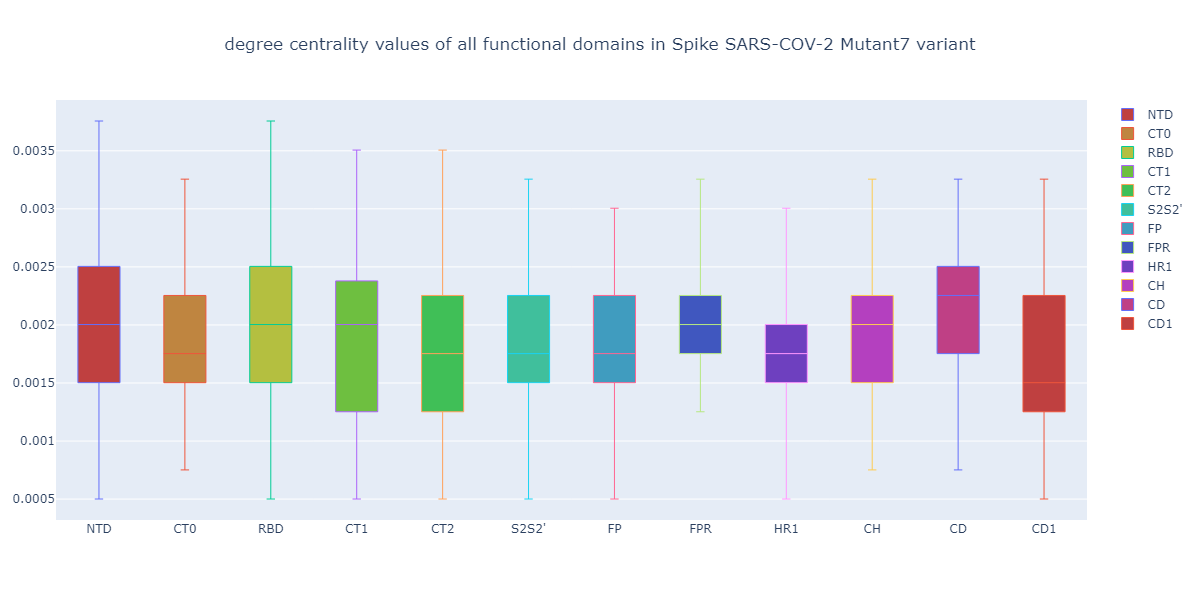 degree centrality values of all functional domains in Spike SARS-COV-2 Mutant7 variant
0.0035
0.003
0.0025
0.002
0.0015
0.001
0.0005
NTD CT0 RBD CT1 CT2 S2S2' FP FPR HR1 CH CD CD1
NTD
CT0
RBD
CT1
CT2
S2S2'
FP
FPR
HR1
CH
CD
CD1